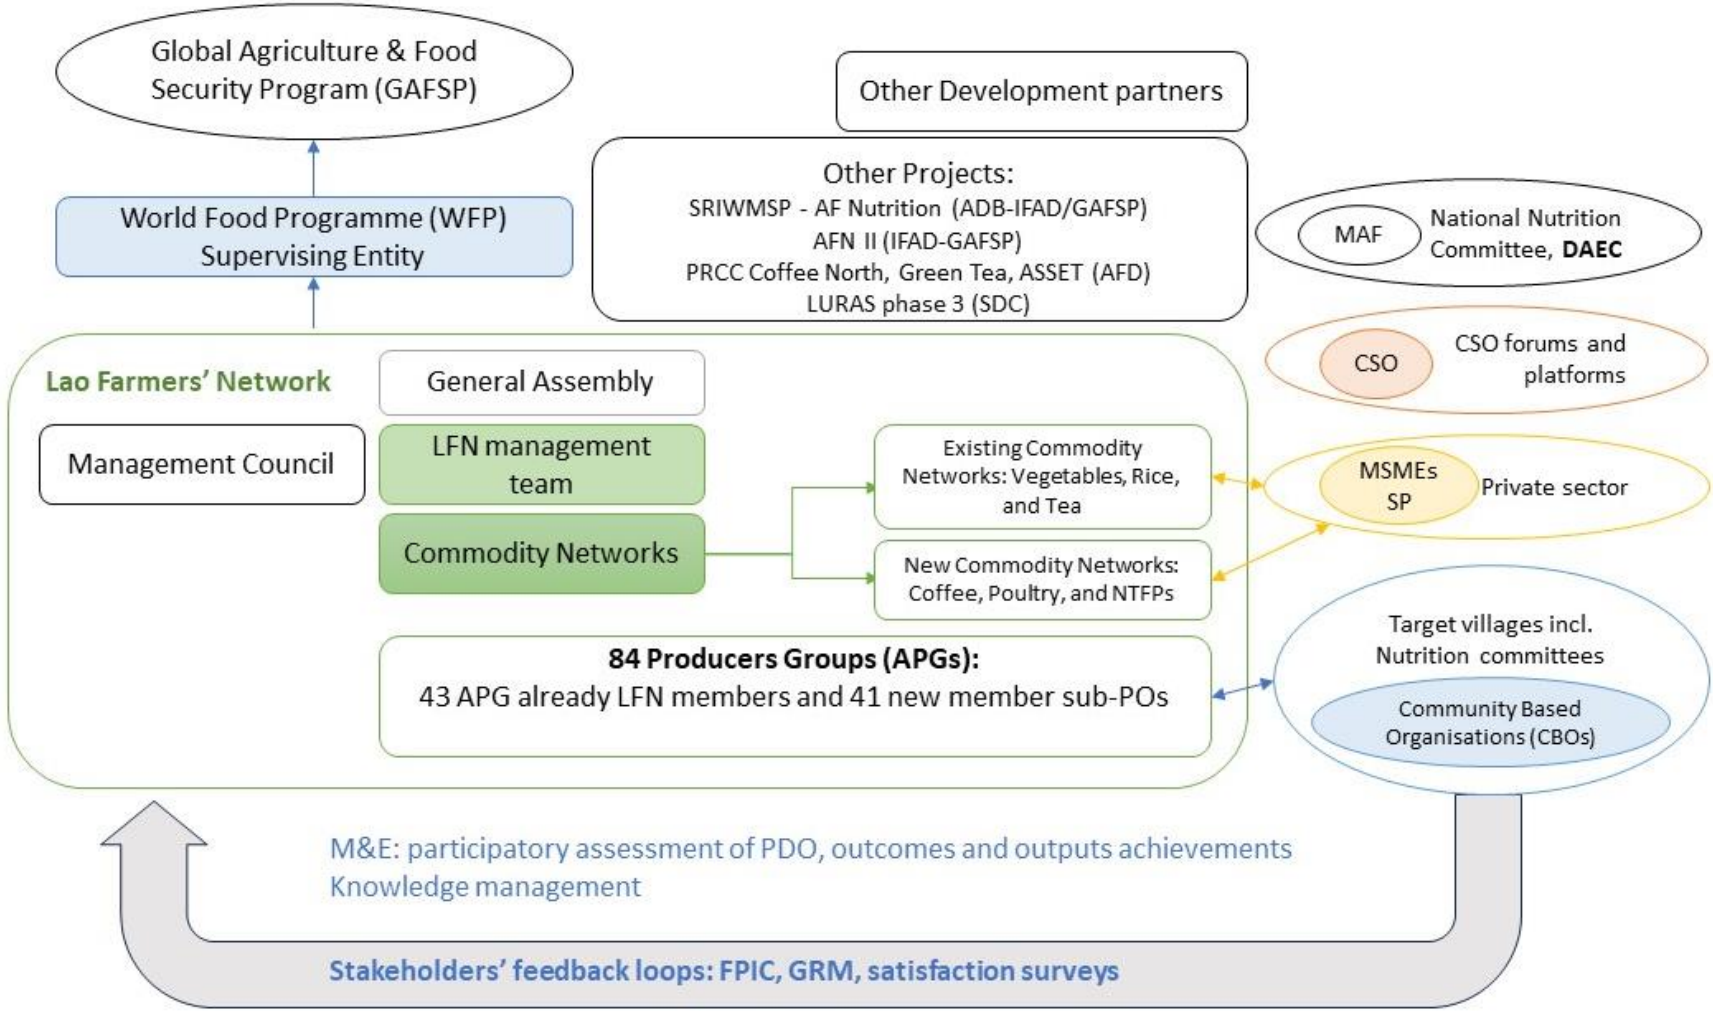 Global Agriculture & Food
Security Program (GAFSP)
Other Development partners
World Food Programme (WFP)
Supervising Entity
Other Projects:
SRIWMSP - AF Nutrition (ADB-IFAD/GAFSP)
AFN II (IFAD-GAFSP)
PRCC Coffee North, Green Tea, ASSET (AFD)
LURAS phase 3 (SDC)
MAF
National Nutrition
Committee, DAEC
CSO
CSO forums and
platforms
Lao Farmers’ Network
General Assembly
Management Council
LFN management
team
Commodity Networks
Existing Commodity
Networks: Vegetables, Rice,
and Tea
New Commodity Networks:
Coffee, Poultry, and NTFPs
MSMEs
SP
Private sector
84 Producers Groups (APGs):
43 APG already LFN members and 41 new member sub-POs
Target villages incl.
Nutrition committees
Community Based
Organisations (CBOs)
M&E: participatory assessment of PDO, outcomes and outputs achievements
Knowledge management
Stakeholders’ feedback loops: FPIC, GRM, satisfaction surveys